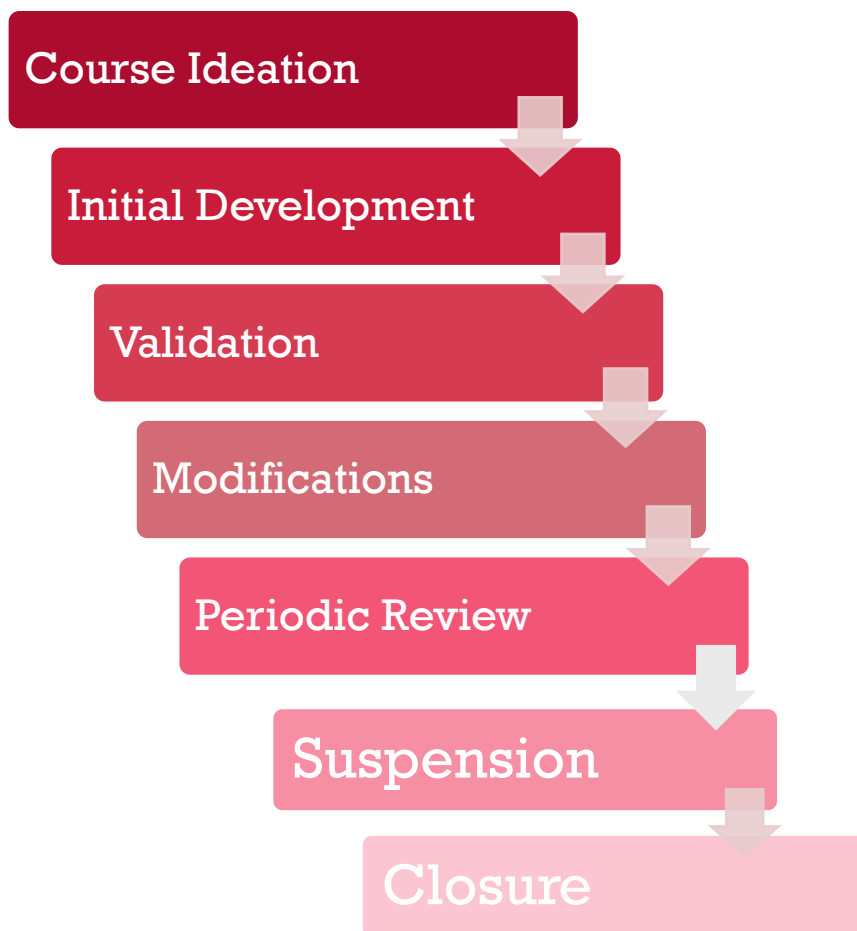 Course Ideation
Initial Development
Validation
Modifications
Periodic Review
Suspension
Closure